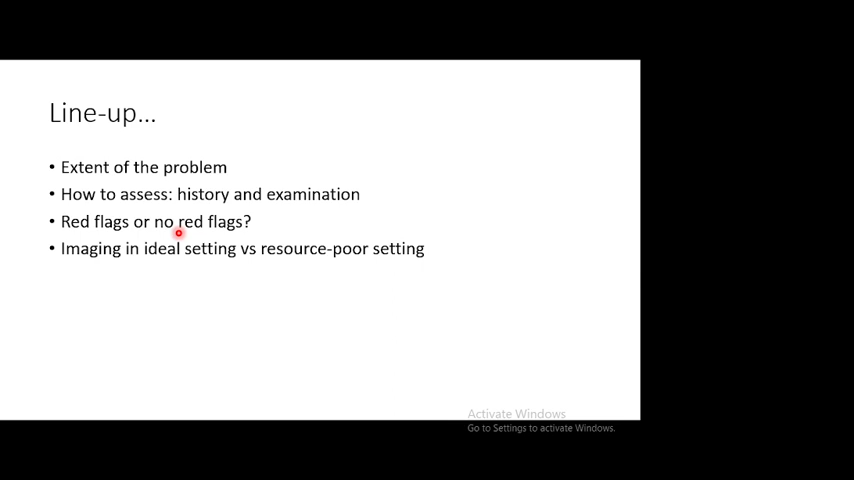 Line-up...
• Extent of the problem
• How to assess: history and examination
• Red flags or no red flags?
• Imaging in ideal setting vs resource-poor setting
Activate Windows
Go to Settings to activate Windows.